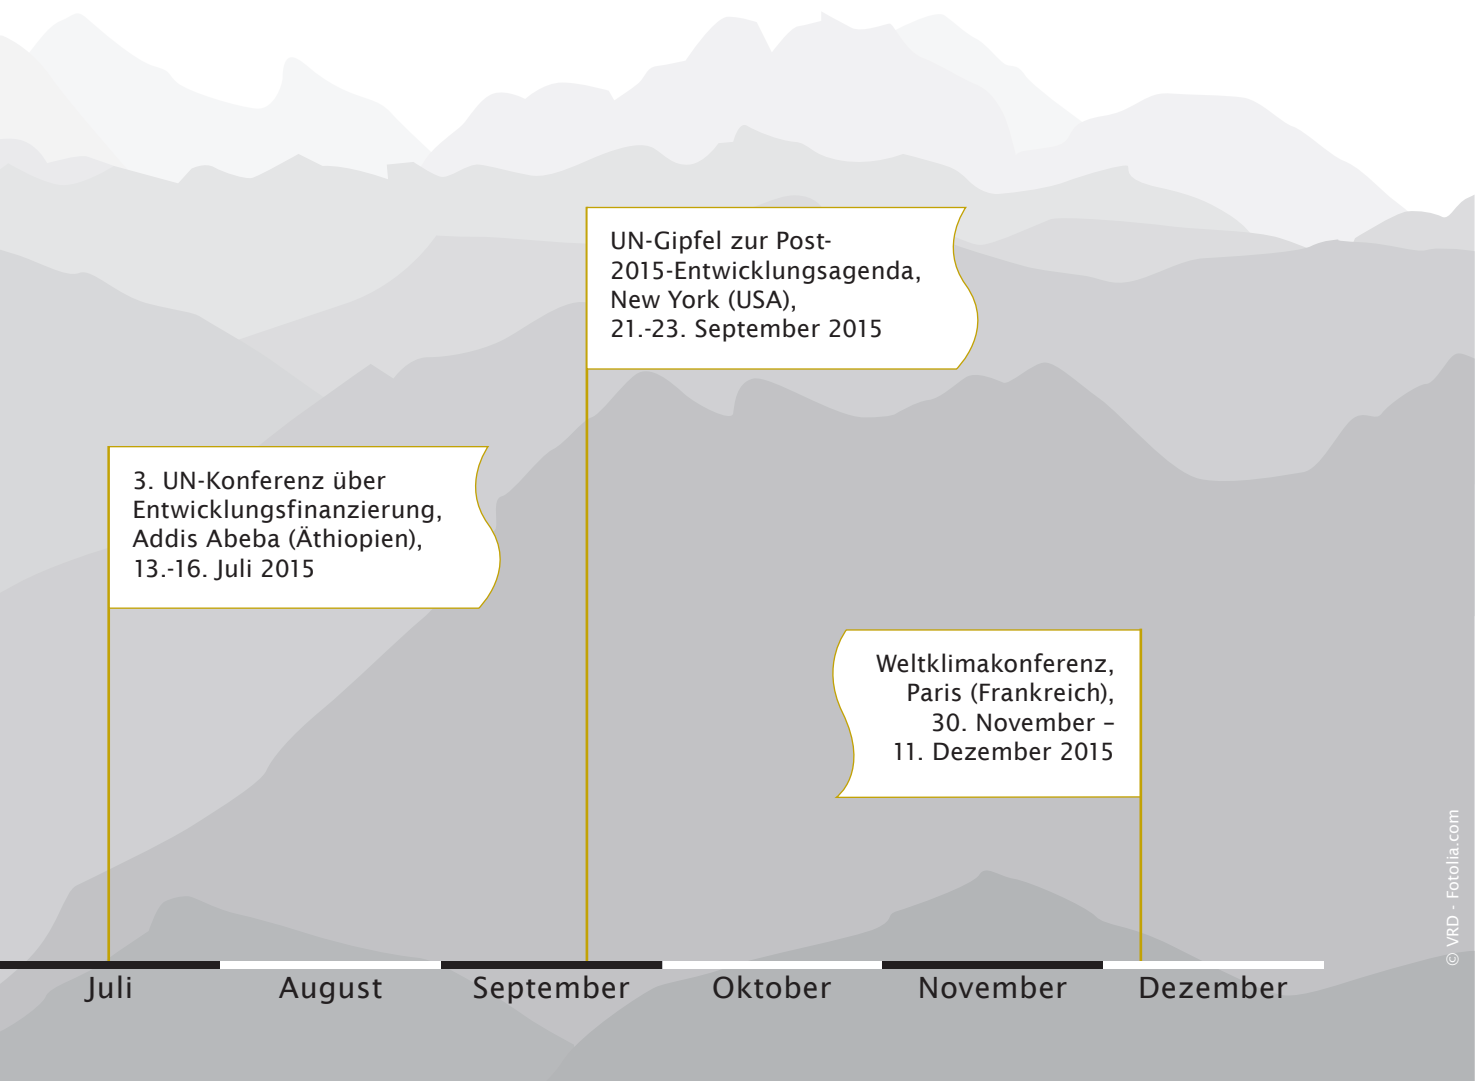 UN-Gipfel zur Post-
2015-Entwicklungsagenda,
New York (USA),
21.-23. September 2015
3. UN-Konferenz über
Entwicklungsfinanzierung,
Addis Abeba (Äthiopien),
13.-16. Juli 2015
Weltklimakonferenz,
Paris (Frankreich),
30. November –
11. Dezember 2015
© VRD - Fotolia.com
Juli August September Oktober November Dezember